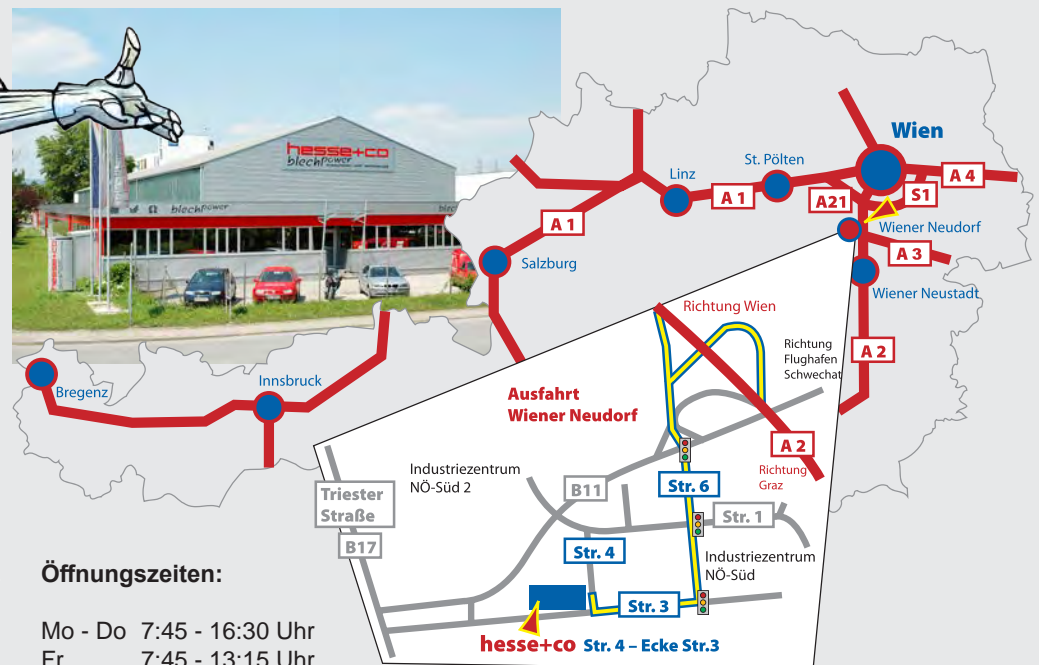 hesse+co
blechpower
blechpower
Wien
St. Pölten
Linz
A 1
A21
S1
A 4
A 1
Wiener Neudorf
A 3
Salzburg
Wiener Neustadt
A 2
Bregenz
Innsbruck
Richtung Wien
Richtung
Flughafen
Schwechat
Ausfahrt
Wiener Neudorf
A 2
Richtung
Graz
Industriezentrum
NÖ-Süd 2
B11
Str. 6
Triester
Straße
B17
Str. 1
Str. 4
Industriezentrum
NÖ-Süd
Str. 3
hesse+co Str. 4 – Ecke Str.3
Öffnungszeiten:
Mo - Do 7:45 - 16:30 Uhr
Fr 7:45 - 13:15 Uhr